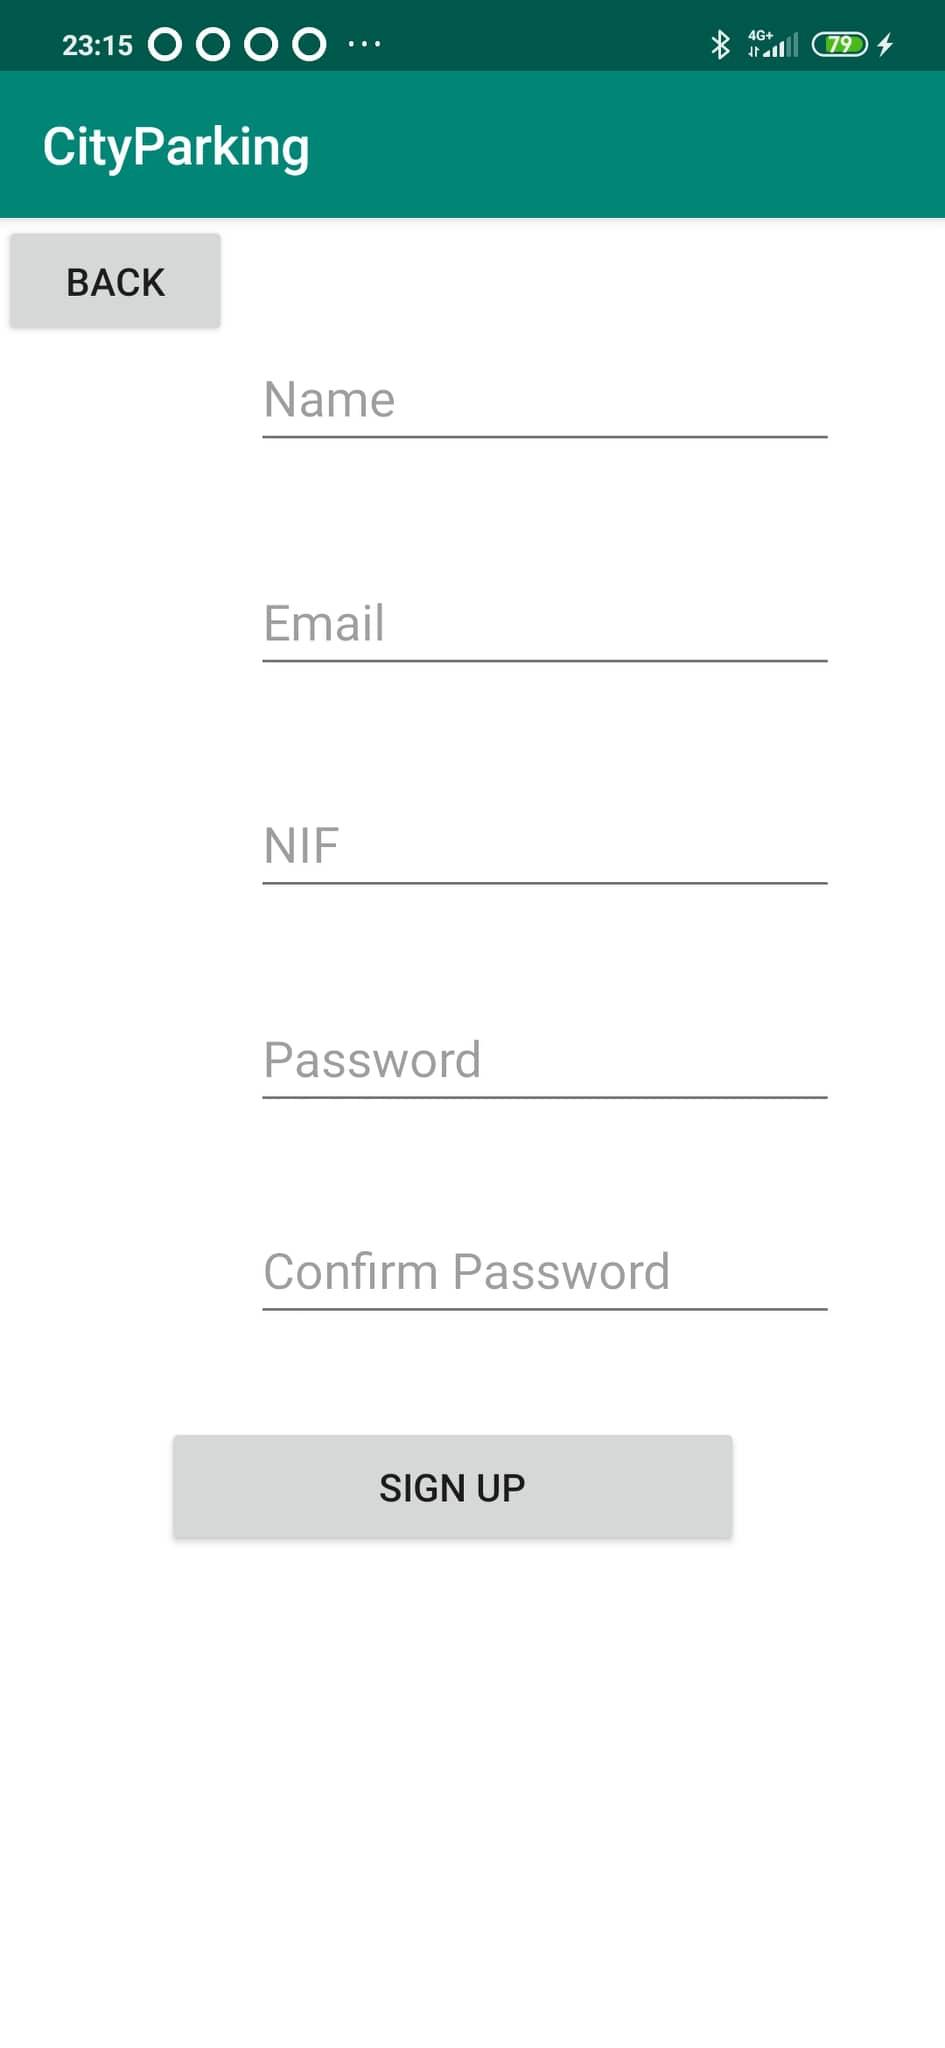 23:15 ... 4G+ 79
CityParking
BACK
Name
Email
NIF
Password
Confirm Password
SIGN UP